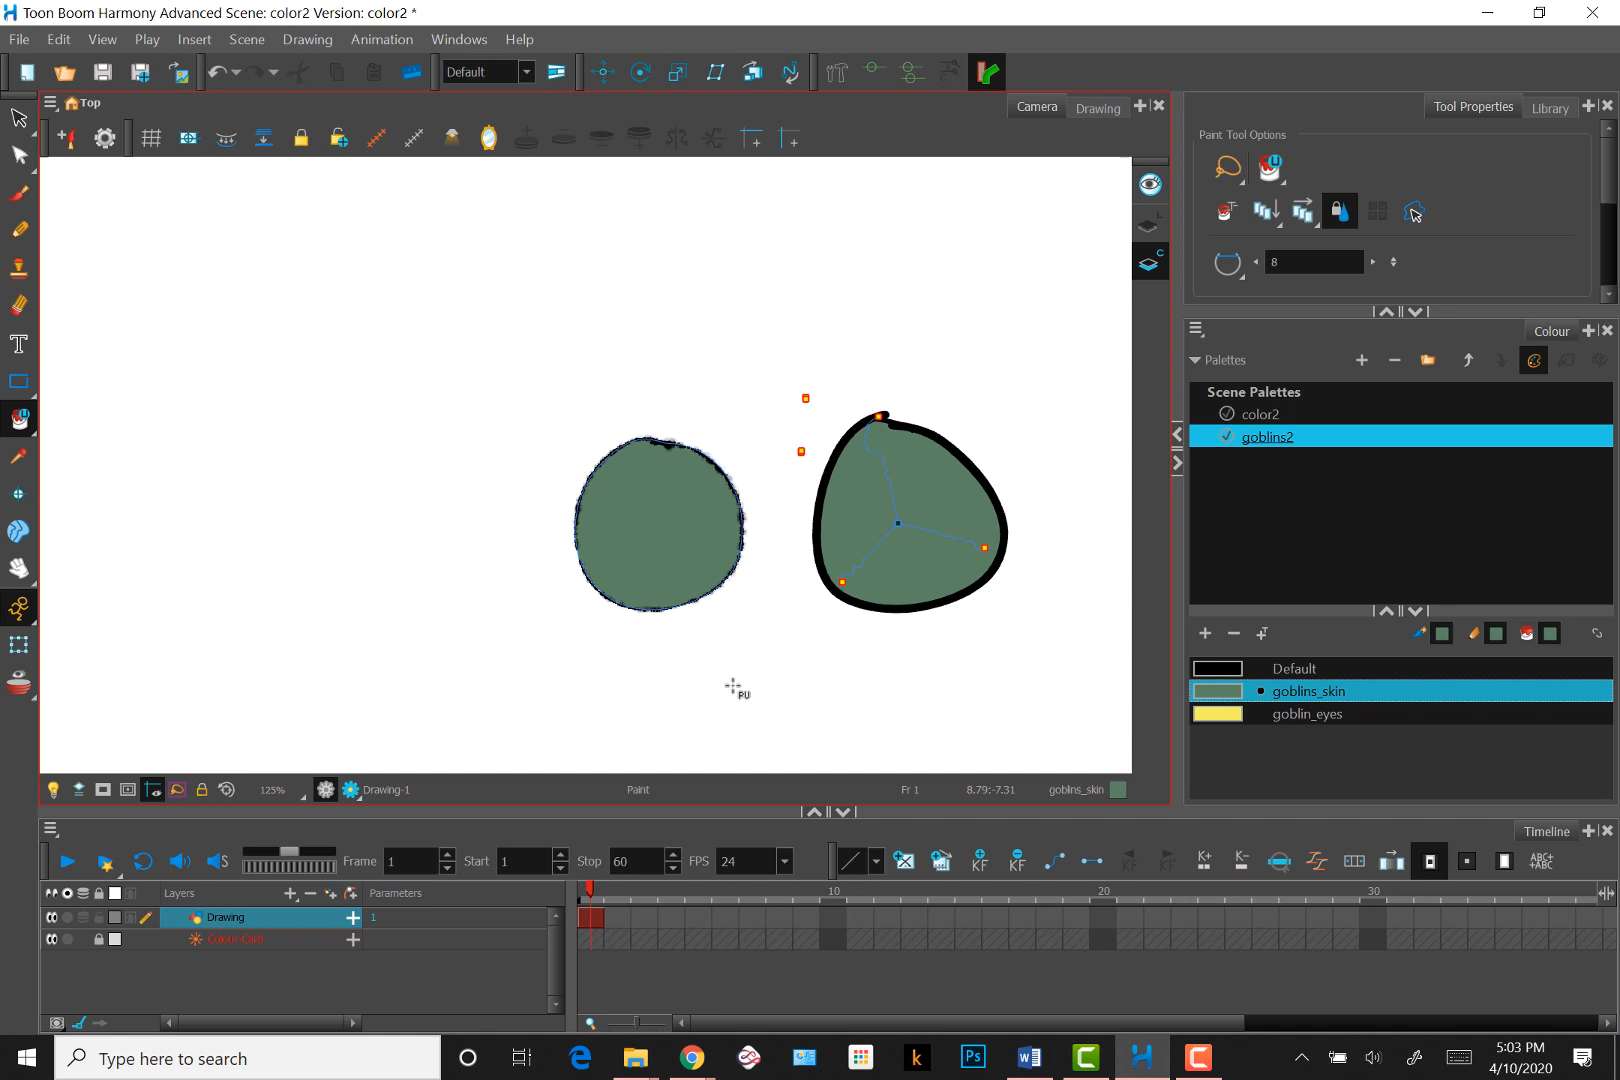 Toon Boom Harmony Advanced Scene: color2 Version: color2 *
File Edit View Play Insert Scene Drawing Animation Windows Help
Default
Top Camera Drawing
Tool Properties Library
Paint Tool Options
8
Colour
Palettes
Scene Palettes
color2
goblins2
PU
Default
goblins_skin
goblin_eyes
125% Drawing-1 Paint Fr 1 8.79:-7.31 goblins_skin
Timeline
Frame 1 Start 1 Stop 60 FPS 24
Layers Parameters 10 20 30
Drawing 1
Colour-Card
Type here to search
5:03 PM
4/10/2020